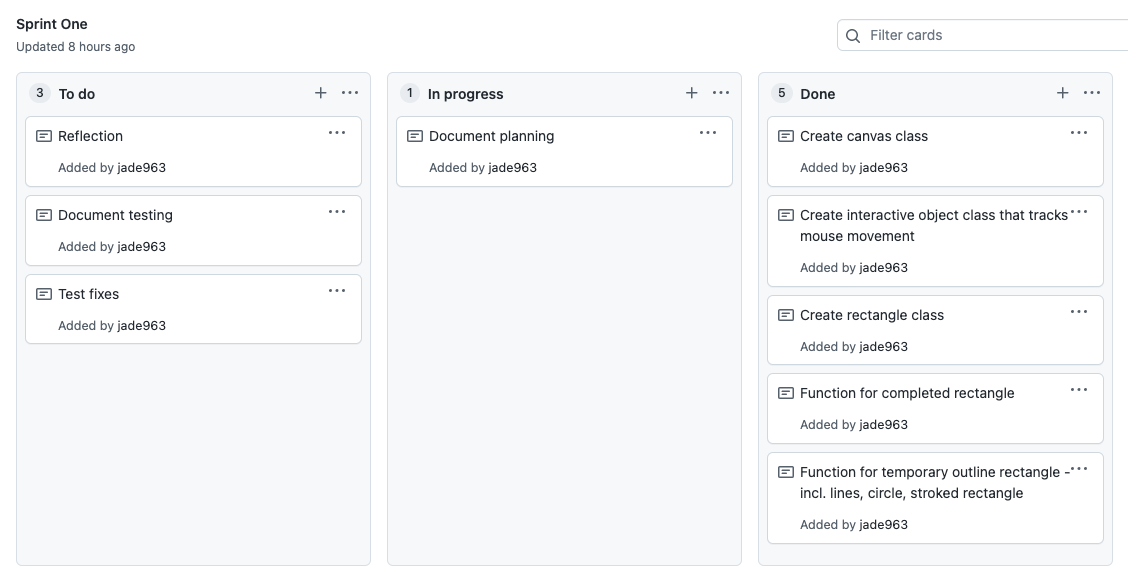 Sprint One
Updated 8 hours ago
Filter cards
3 To do
Reflection
Added by jade963
Document testing
Added by jade963
Test fixes
Added by jade963
1 In progress
Document planning
Added by jade963
5 Done
Create canvas class
Added by jade963
Create interactive object class that tracks
mouse movement
Added by jade963
Create rectangle class
Added by jade963
Function for completed rectangle
Added by jade963
Function for temporary outline rectangle -
incl. lines, circle, stroked rectangle
Added by jade963